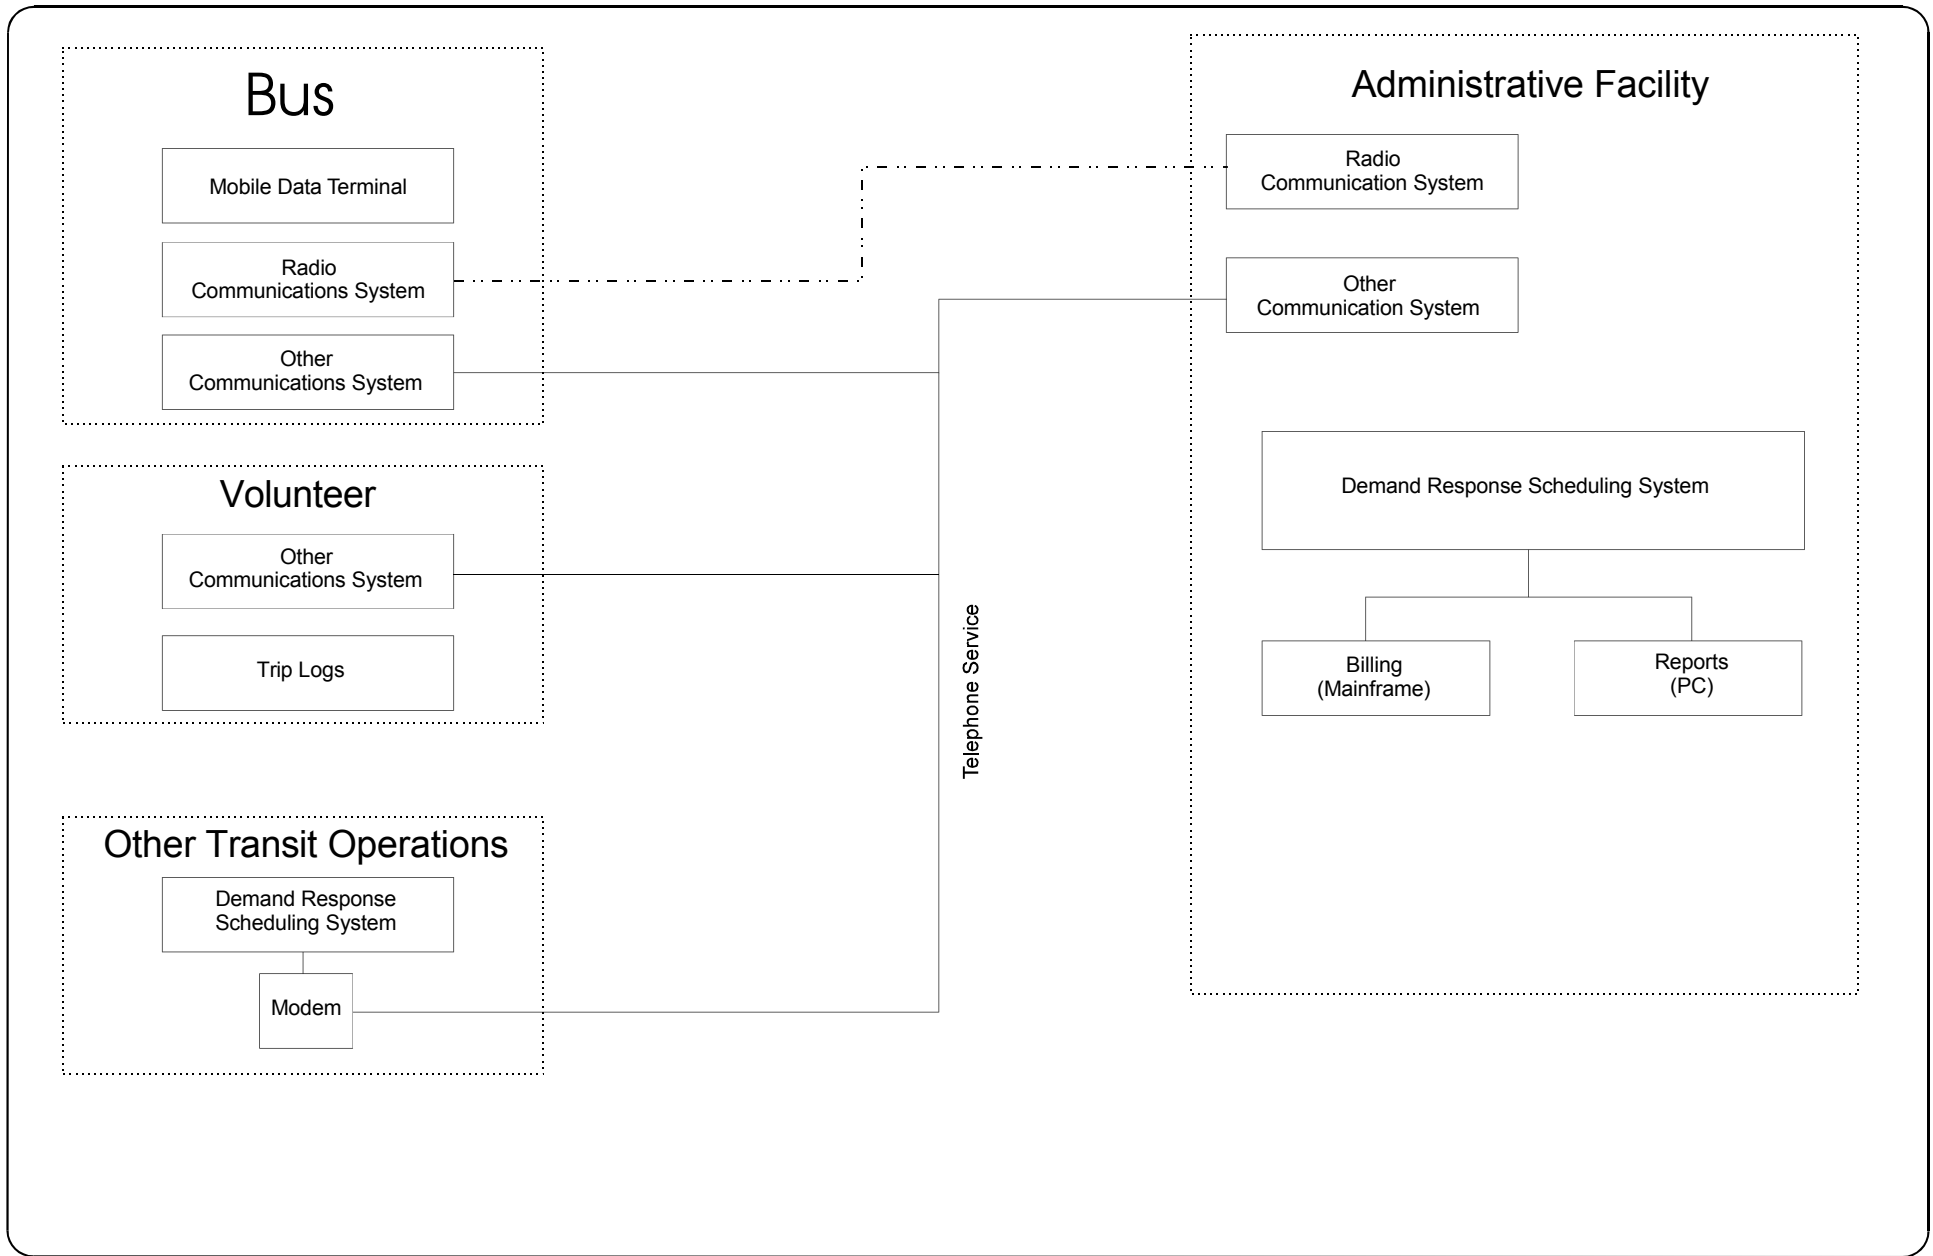 Bus
Mobile Data Terminal
Radio
Communications System
Other
Communications System
Volunteer
Other
Communications System
Trip Logs
Other Transit Operations
Demand Response
Scheduling System
Modem
Telephone Service
Administrative Facility
Radio
Communication System
Other
Communication System
Demand Response Scheduling System
Billing
(Mainframe)
Reports
(PC)